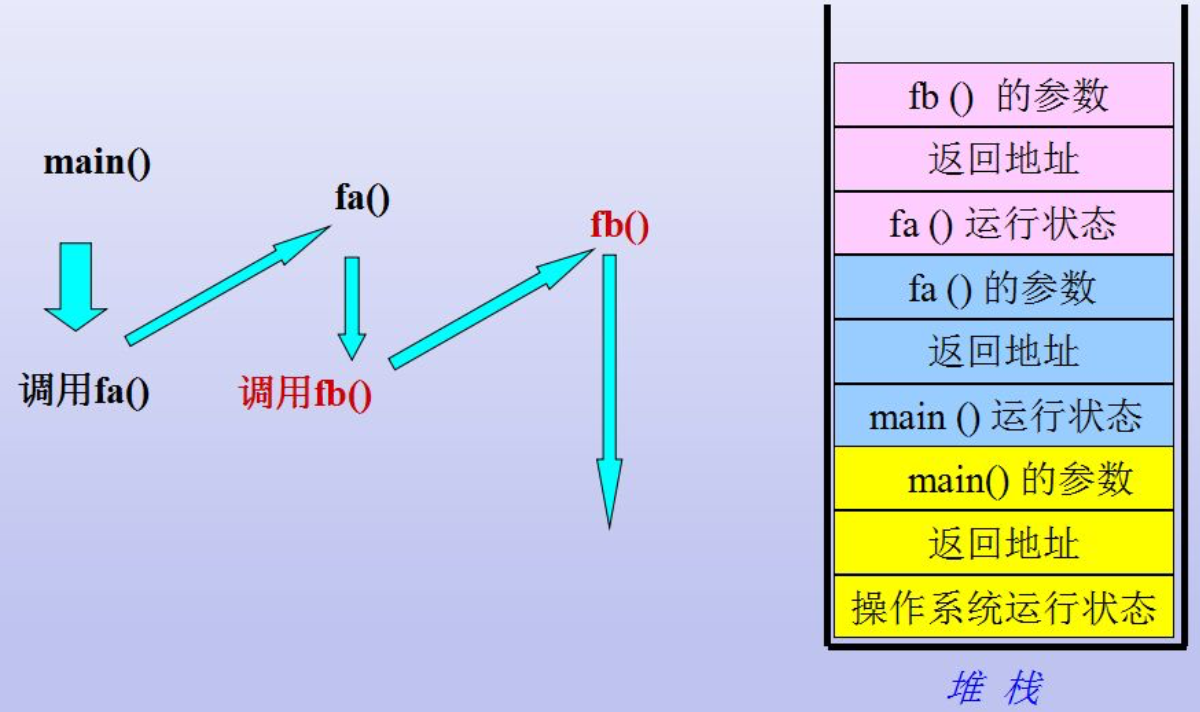 main()
fa()
fb()
调用fa()
调用fb()
fb () 的参数
返回地址
fa () 运行状态
fa () 的参数
返回地址
main () 运行状态
main() 的参数
返回地址
操作系统运行状态
堆 栈